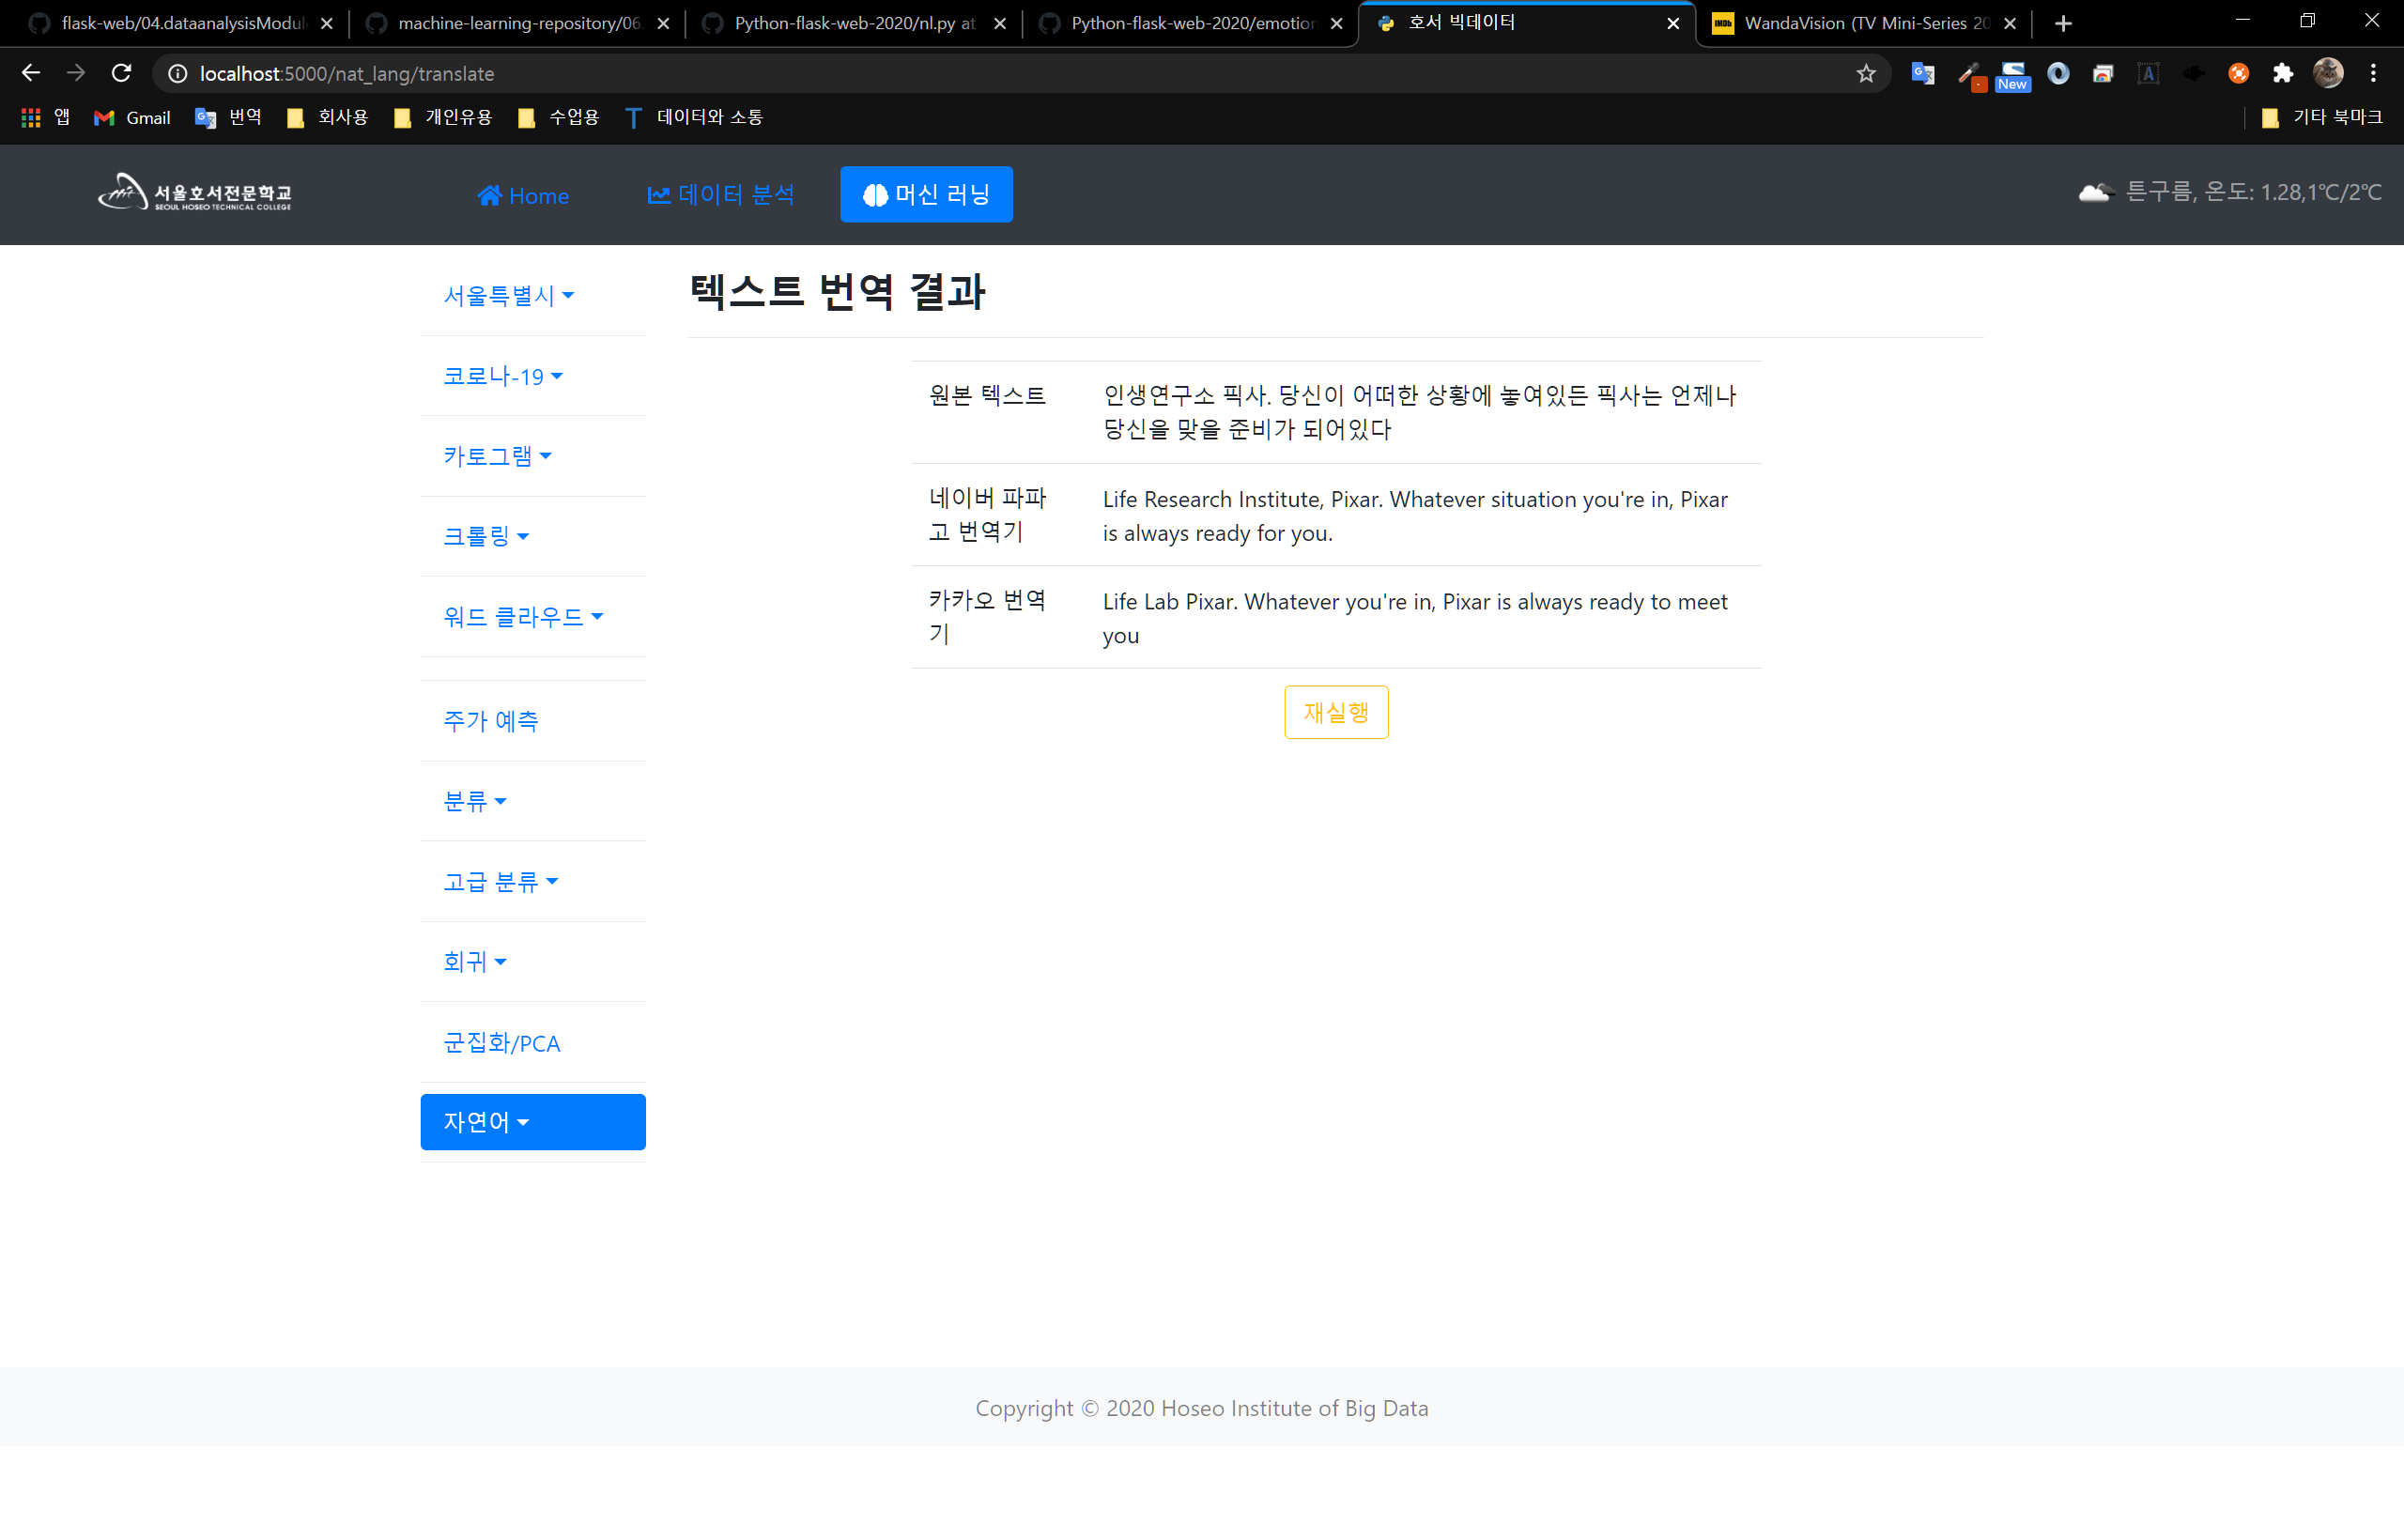 flask-web/04.dataanalysisModul
machine-learning-repository/06.
Python-flask-web-2020/nl.py at
Python-flask-web-2020/emotion
호서 빅데이터
WandaVision (TV Mini-Series 20
localhost:5000/nat_lang/translate
New
앱
Gmail
번역
회사용
개인유용
수업용
데이터와 소통
기타 북마크
서울호서전문학교
SEOUL HOSEO TECHNICAL COLLEGE
Home
데이터 분석
머신 러닝
튼구름, 온도: 1.28,1℃/2℃
서울특별시
코로나-19
카토그램
크롤링
워드 클라우드
주가 예측
분류
고급 분류
회귀
군집화/PCA
자연어
텍스트 번역 결과
원본 텍스트
인생연구소 픽사. 당신이 어떠한 상황에 놓여있든 픽사는 언제나
당신을 맞을 준비가 되어있다
네이버 파파
고 번역기
Life Research Institute, Pixar. Whatever situation you're in, Pixar
is always ready for you.
카카오 번역
기
Life Lab Pixar. Whatever you're in, Pixar is always ready to meet
you
재실행
Copyright © 2020 Hoseo Institute of Big Data